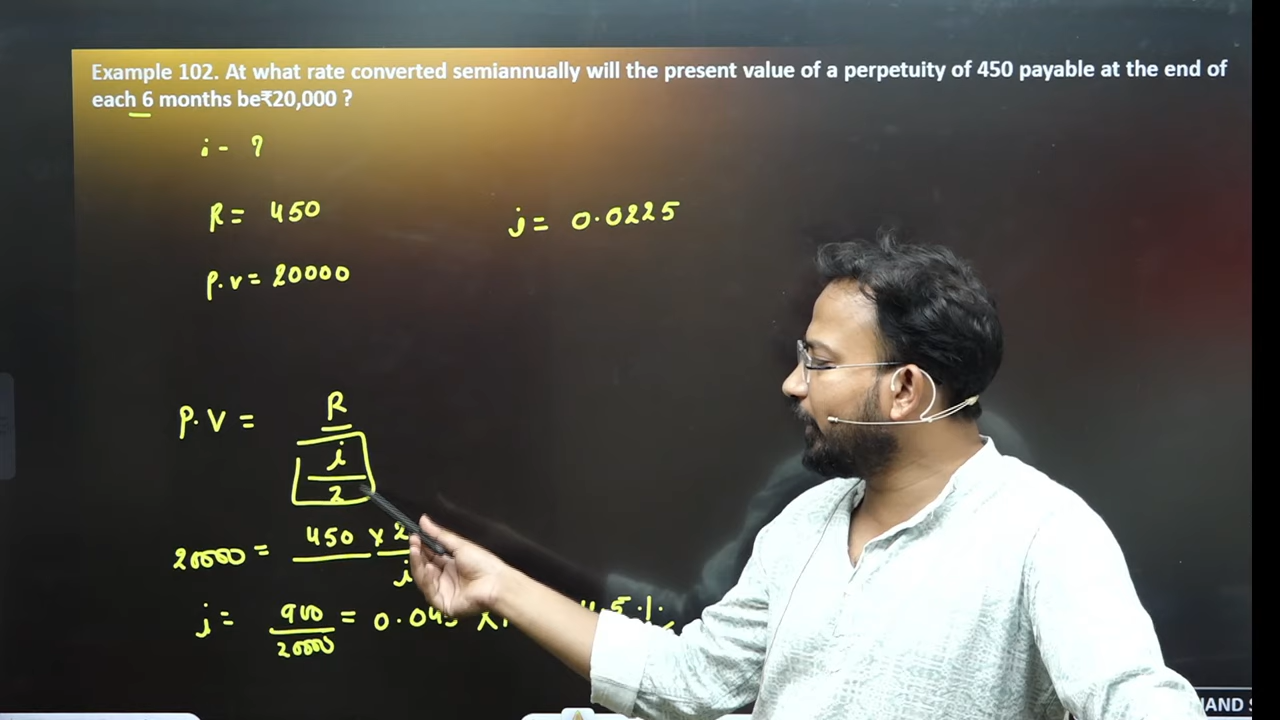 Example 102. At what rate converted semiannually will the present value of a perpetuity of 450 payable at the end of
each 6 months be₹20,000 ?
i - ?
R = 450
i = 0.0225
P.V = 20000
P.V = R
i
2
20000 = 450 × 2
i
i = 900 = 0.045 × 4.5 %
20000